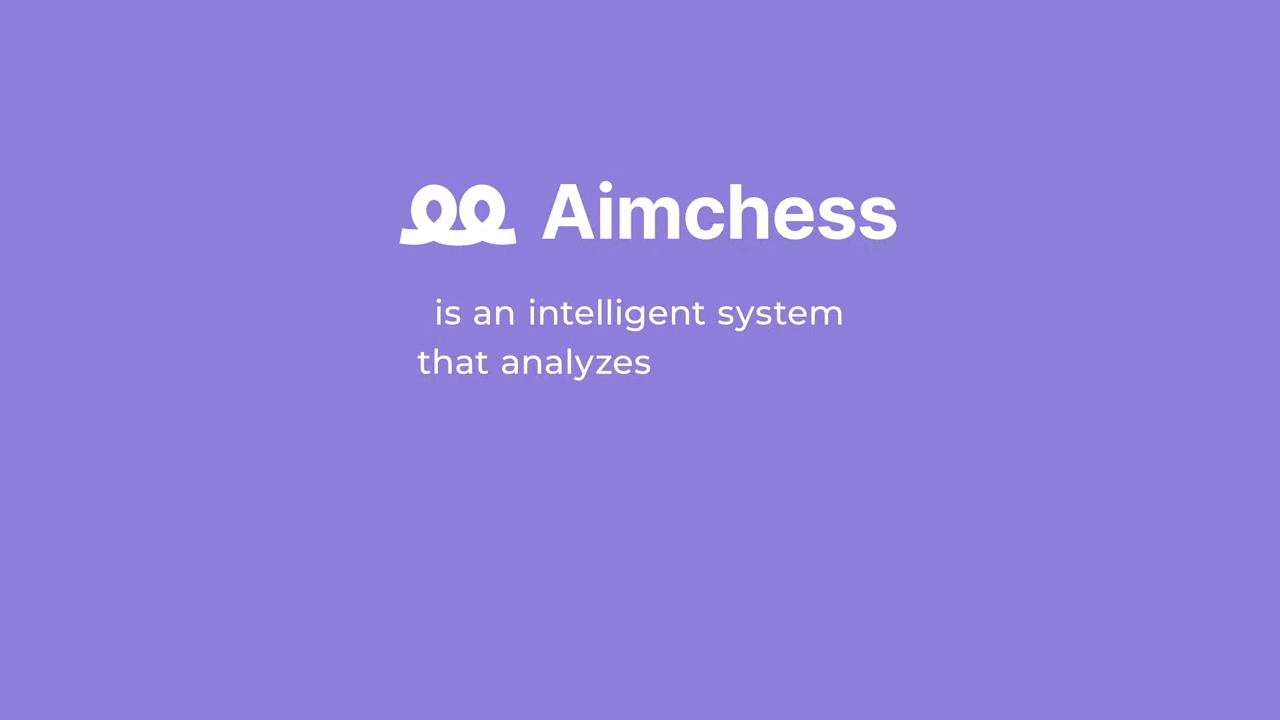 Aimchess
is an intelligent system
that analyzes